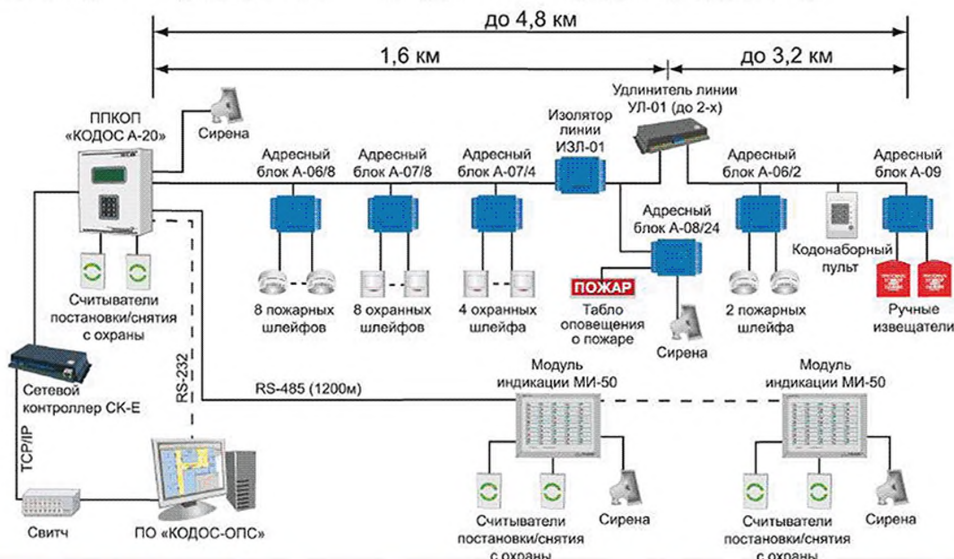 до 4,8 км
1,6 км
до 3,2 км
Удлинитель линии
УЛ-01 (до 2-х)
ППКОП
«КОДОС А-20»
Сирена
Изолятор
линии
ИЗЛ-01
Адресный
блок А-06/8
Адресный
блок А-07/8
Адресный
блок А-07/4
Адресный
блок А-06/2
Адресный
блок А-09
Адресный
блок А-08/24
Кодонаборный
пульт
Считыватели
постановки/снятия
с охраны
8 пожарных
шлейфов
8 охранных
шлейфов
4 охранных
шлейфа
ПОЖАР
Табло
оповещения
о пожаре
Сирена
2 пожарных
шлейфа
Ручные
извещатели
Сетевой
контроллер СК-Е
RS-232
RS-485 (1200м)
Модуль
индикации МИ-50
Модуль
индикации МИ-50
TCP/IP
Свитч
ПО «КОДОС-ОПС»
Считыватели
постановки/снятия
с охраны
Сирена
Считыватели
постановки/снятия
с охраны
Сирена